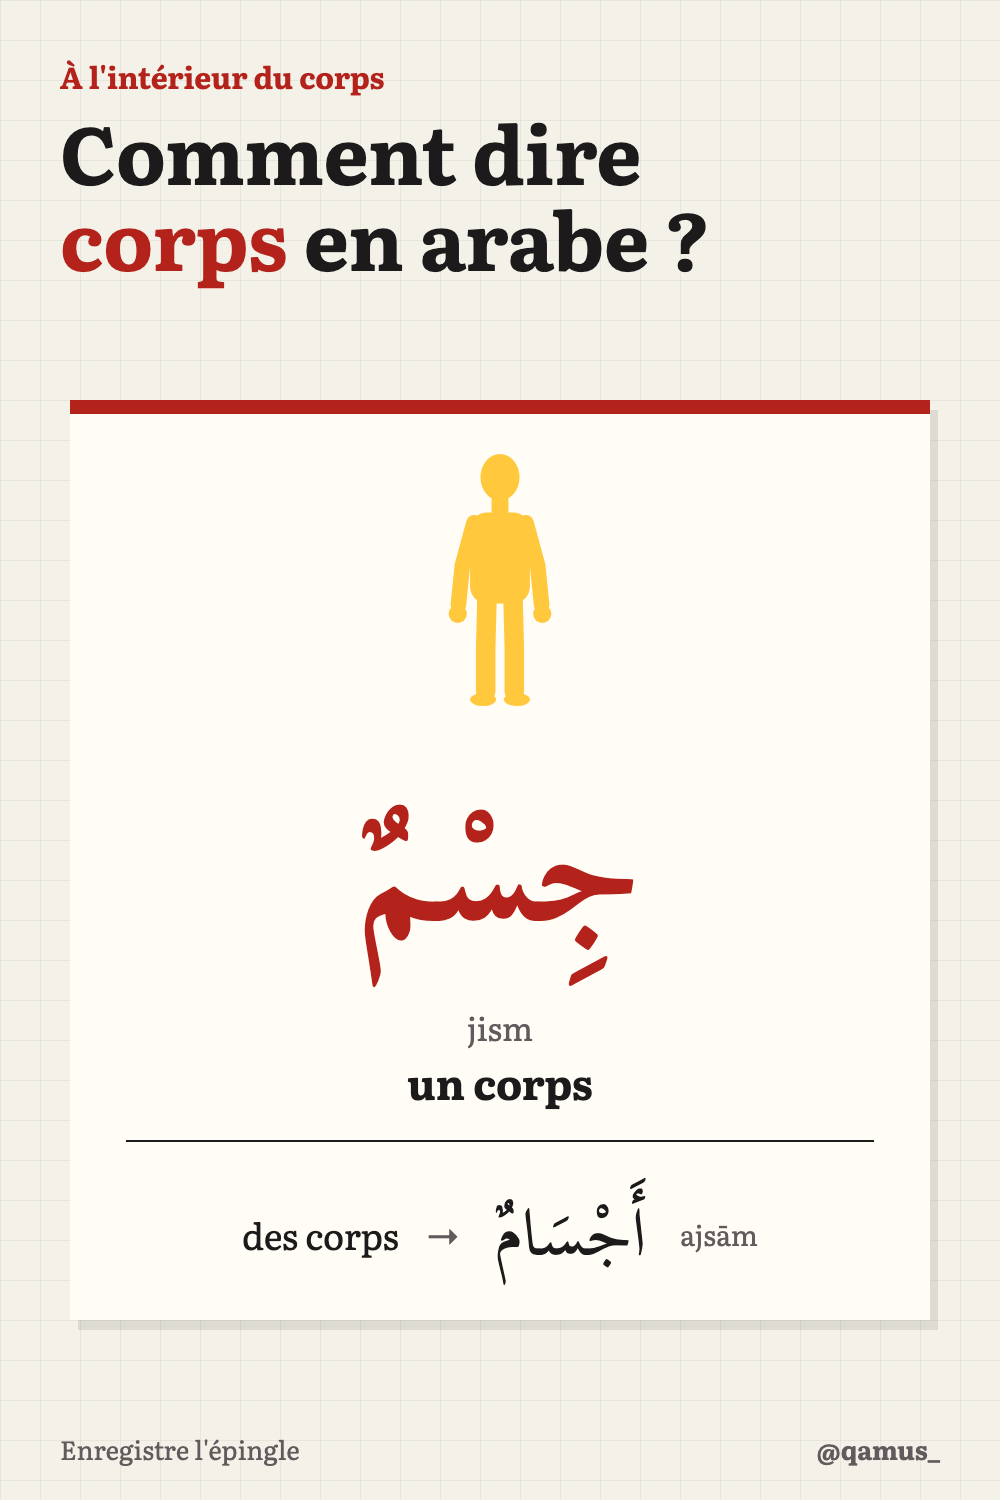 À l'intérieur du corps
Comment dire
corps en arabe ?
جِسْمٌ
jism
un corps
des corps → أَجْسَامٌ ajsām
Enregistre l'épingle
@qamus_